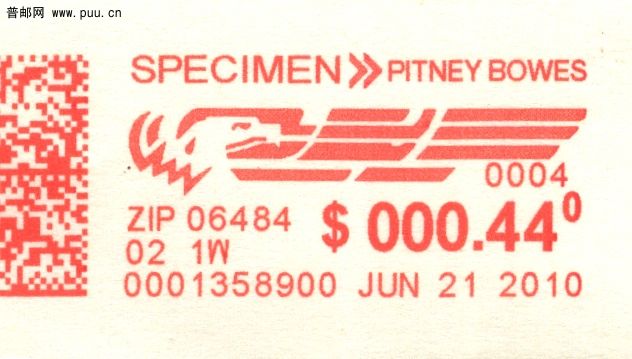 普邮网 www.puu.cn
SPECIMEN PITNEY BOWES
0004
ZIP 06484 $ 000.44⁰
02 1W
0001358900 JUN 21 2010